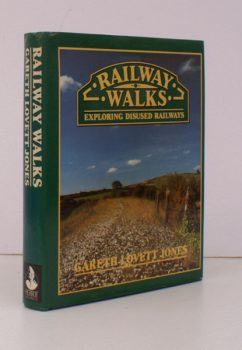 RAILWAY
WALKS
EXPLORING DISUSED RAILWAYS
GARETH LOVETT JONES
RAILWAY WALKS
GARETH LOVETT JONES